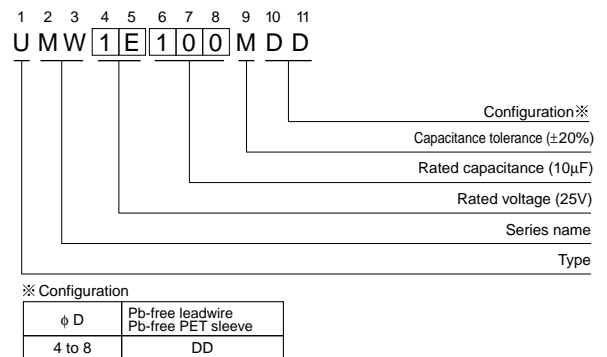 1 2 3 4 5 6 7 8 9 10 11
U M W 1 E 1 0 0 M D D
Configuration※
Capacitance tolerance (±20%)
Rated capacitance (10µF)
Rated voltage (25V)
Series name
Type
※ Configuration
ϕ D
Pb-free leadwire
Pb-free PET sleeve
4 to 8
DD